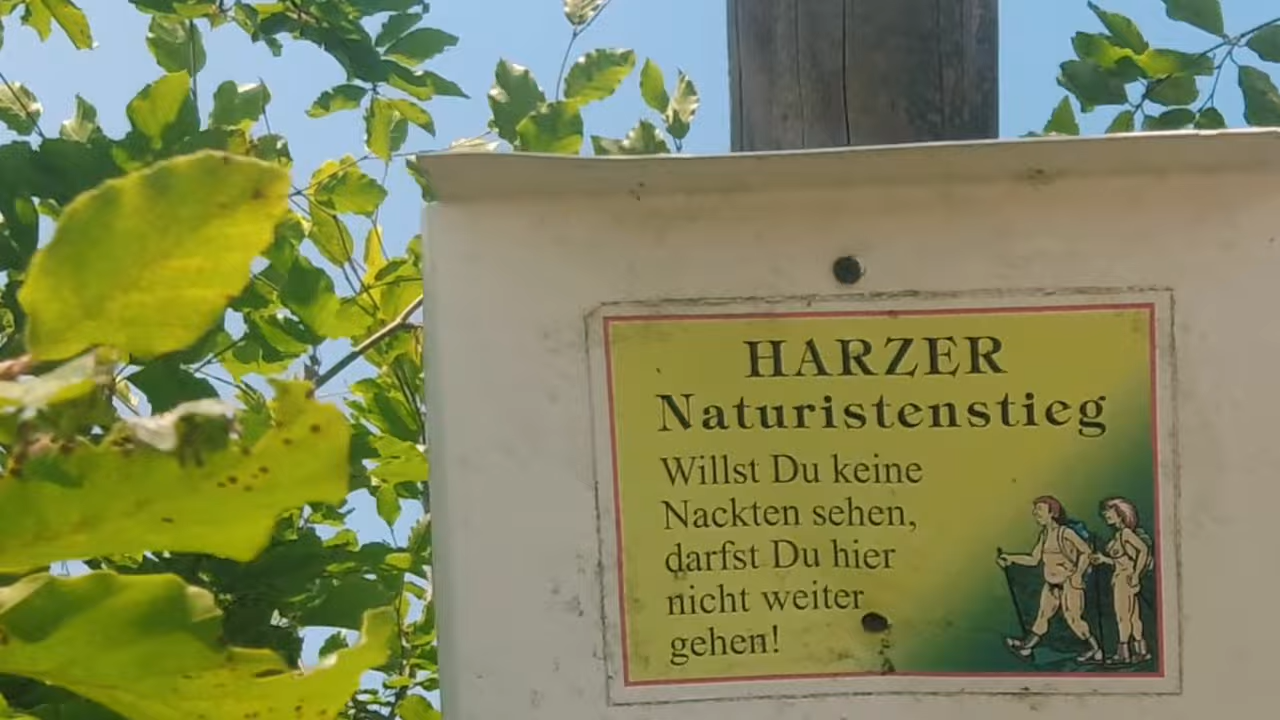 HARZER
Naturistenstieg
Willst Du keine
Nackten sehen,
darfst Du hier
nicht weiter
gehen!